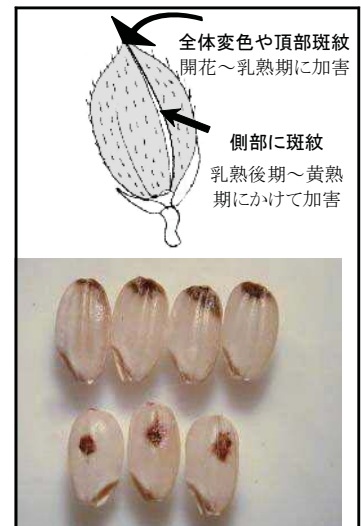 全体変色や頂部斑紋
開花~乳熟期に加害
側部に斑紋
乳熟後期~黄熟
期にかけて加害